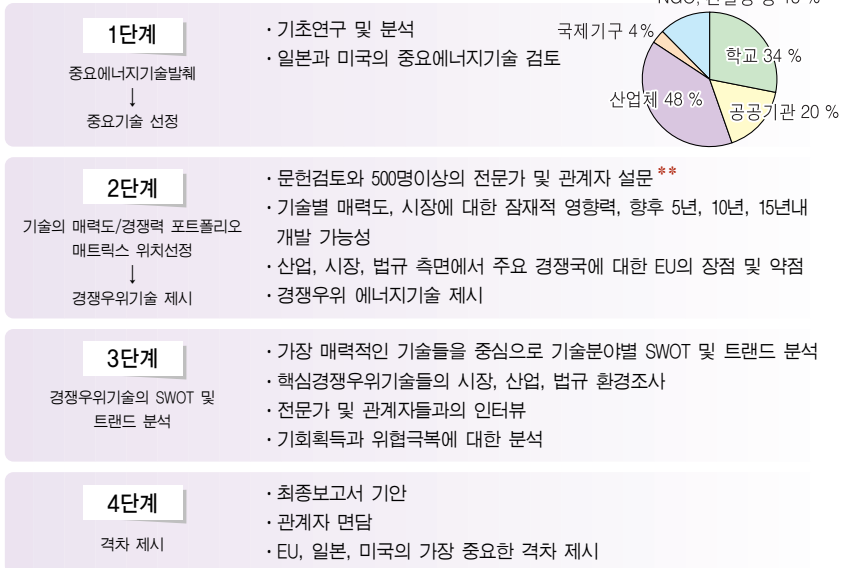 1단계
중요에너지기술발췌
↓
중요기술 선정
· 기초연구 및 분석
· 일본과 미국의 중요에너지기술 검토
국제기구 4%
학교 34 %
산업체 48 %
공공기관 20 %
2단계
기술의 매력도/경쟁력 포트폴리오
매트릭스 위치선정
↓
경쟁우위기술 제시
· 문헌검토와 500명이상의 전문가 및 관계자 설문 **
· 기술별 매력도, 시장에 대한 잠재적 영향력, 향후 5년, 10년, 15년내
개발 가능성
· 산업, 시장, 법규 측면에서 주요 경쟁국에 대한 EU의 장점 및 약점
· 경쟁우위 에너지기술 제시
3단계
경쟁우위기술의 SWOT 및
트랜드 분석
· 가장 매력적인 기술들을 중심으로 기술분야별 SWOT 및 트랜드 분석
· 핵심경쟁우위기술들의 시장, 산업, 법규 환경조사
· 전문가 및 관계자들과의 인터뷰
· 기회획득과 위협극복에 대한 분석
4단계
격차 제시
· 최종보고서 기안
· 관계자 면담
· EU, 일본, 미국의 가장 중요한 격차 제시